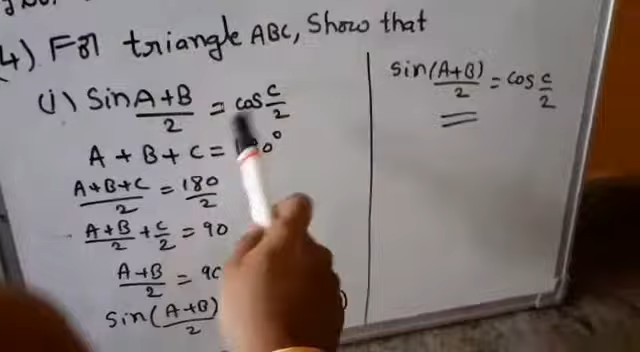 4) For triangle ABC, Show that
(i) Sin A+B/2 = cos C/2
A + B + C =
A+B+C/2 = 180/2
A+B/2 + C/2 = 90
A+B/2 =
sin(A+B/2)
sin(A+B)/2 = cos C/2